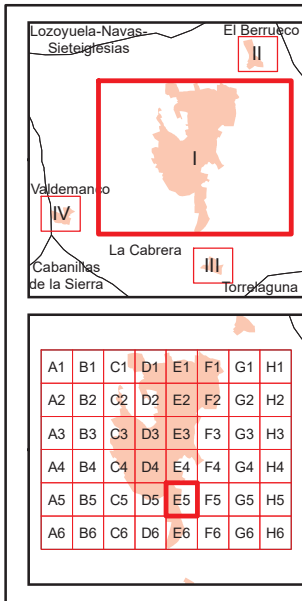 Lozoyuela-Navas-
Sieteiglesias
El Berrueco
II
I
Valdemanco
IV
La Cabrera
III
Cabanillas
de la Sierra
Torrelaguna
A1 B1 C1 D1 E1 F1 G1 H1
A2 B2 C2 D2 E2 F2 G2 H2
A3 B3 C3 D3 E3 F3 G3 H3
A4 B4 C4 D4 E4 F4 G4 H4
A5 B5 C5 D5 E5 F5 G5 H5
A6 B6 C6 D6 E6 F6 G6 H6